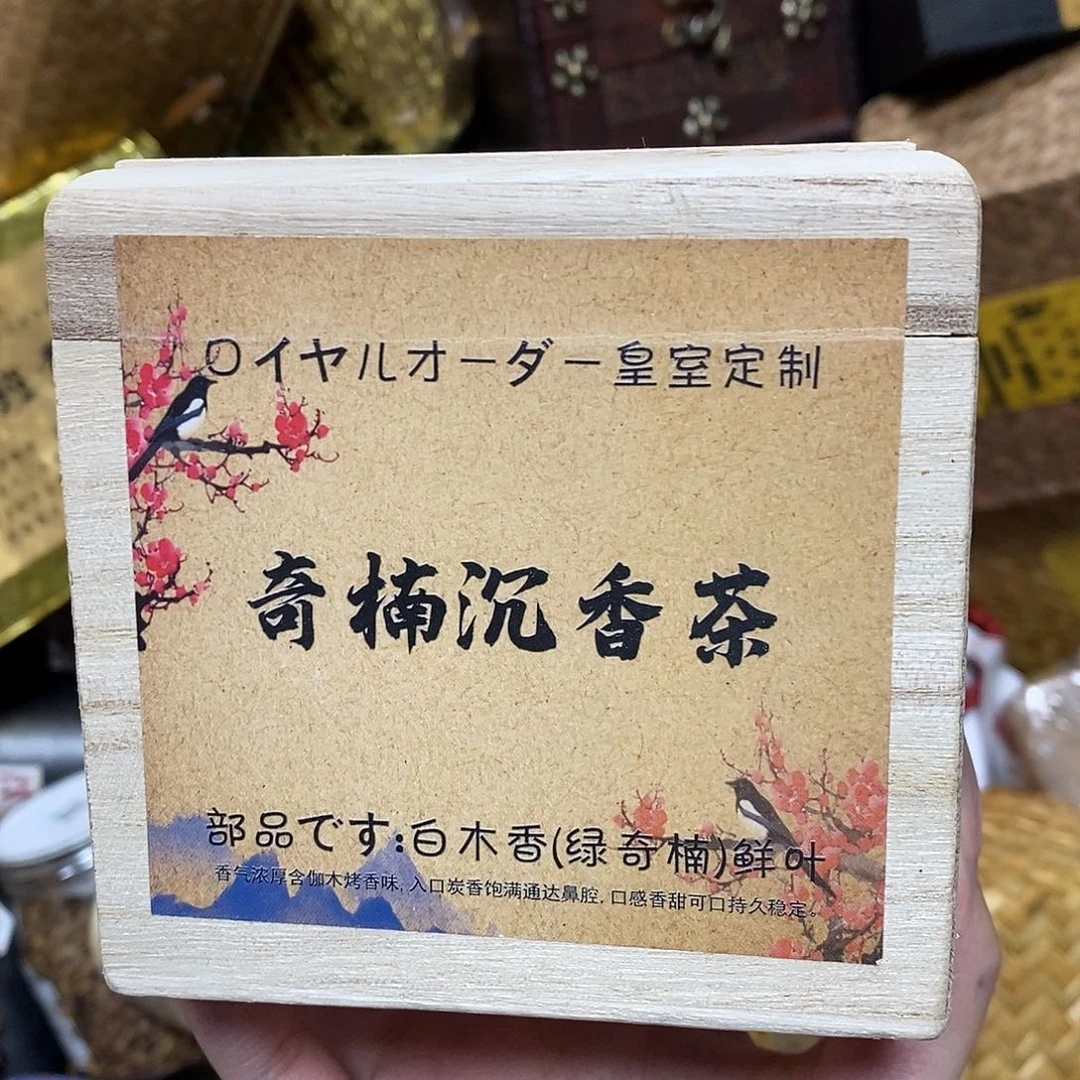 ロイヤルオーダー皇室定制
奇楠沉香茶
部品です:白木香(绿奇楠)鲜叶
香气浓厚含伽木烤香味, 入口炭香饱满通达鼻腔, 口感香甜可口持久稳定。